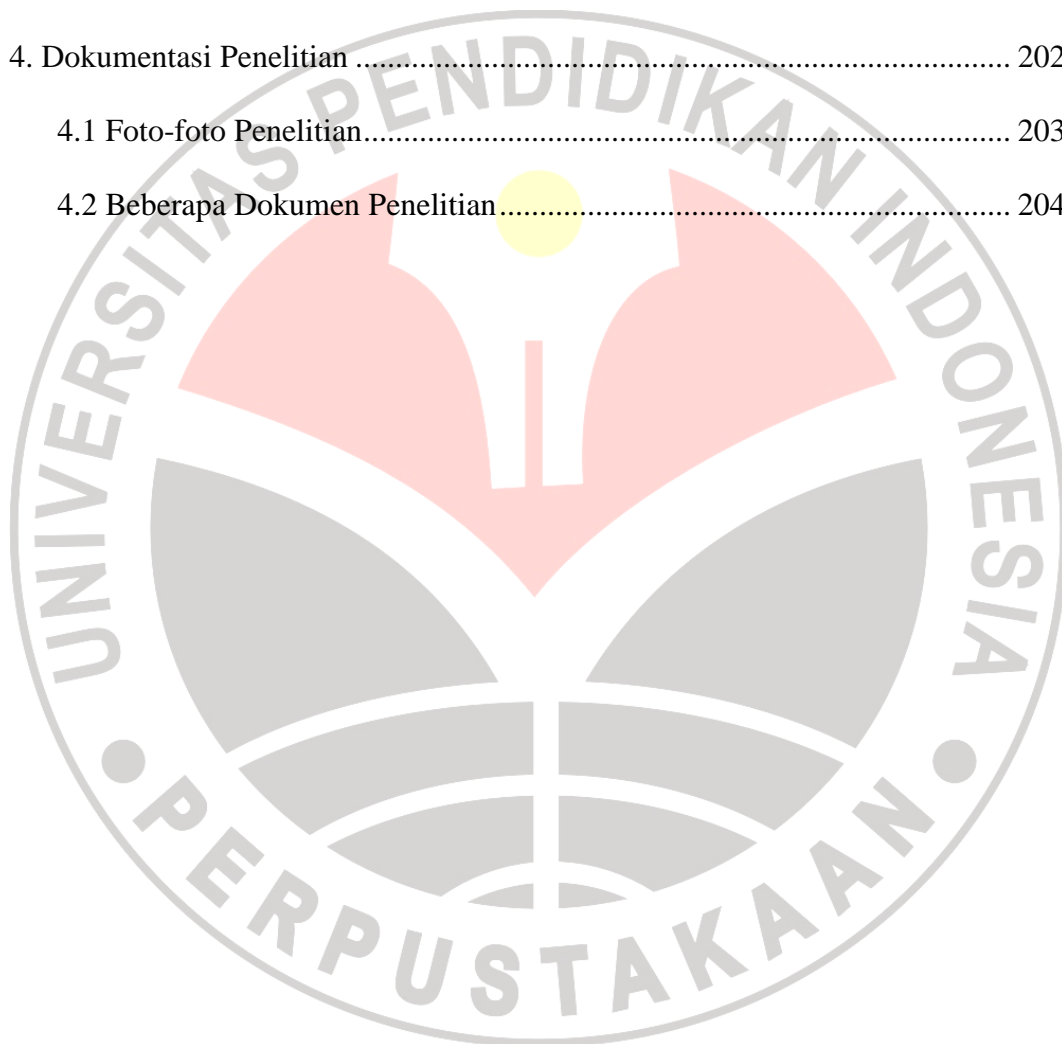 4. Dokumentasi Penelitian ........................................................................................ 202
4.1 Foto-foto Penelitian....................................................................................... 203
4.2 Beberapa Dokumen Penelitian..................................................................... 204
UNIVERSITAS PENDIDIKAN INDONESIA
PERPUSTAKAAN